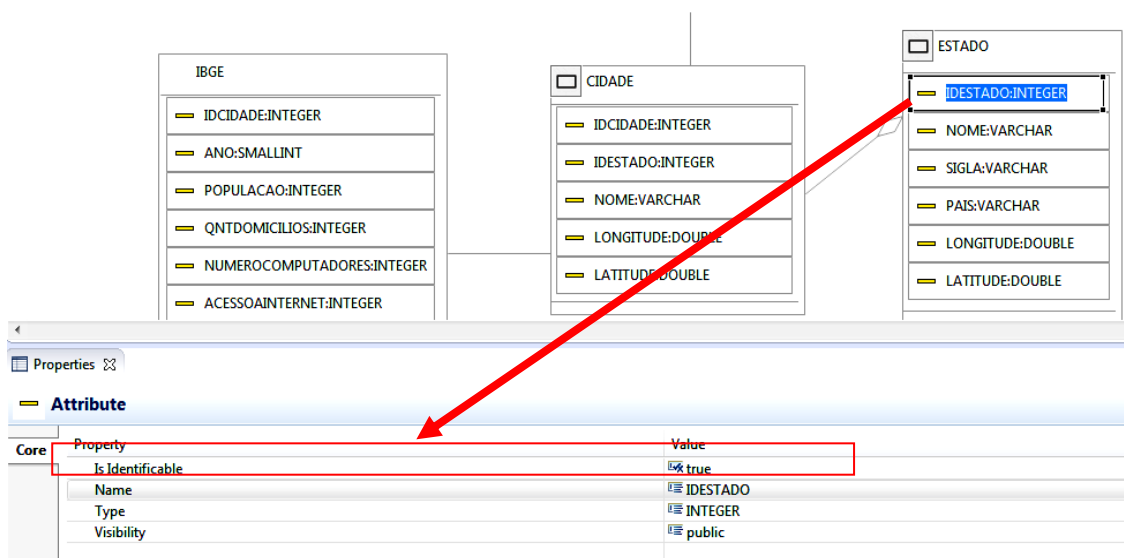 IBGE
IDCIDADE:INTEGER
ANO:SMALLINT
POPULACAO:INTEGER
QNTDOMICILIOS:INTEGER
NUMEROCOMPUTADORES:INTEGER
ACESSOAINTERNET:INTEGER
CIDADE
IDCIDADE:INTEGER
IDESTADO:INTEGER
NOME:VARCHAR
LONGITUDE:DOUBLE
LATITUDE:DOUBLE
ESTADO
IDESTADO:INTEGER
NOME:VARCHAR
SIGLA:VARCHAR
PAIS:VARCHAR
LONGITUDE:DOUBLE
LATITUDE:DOUBLE
Properties
Attribute
Core
Property Value
Is Identificable true
Name IDESTADO
Type INTEGER
Visibility public